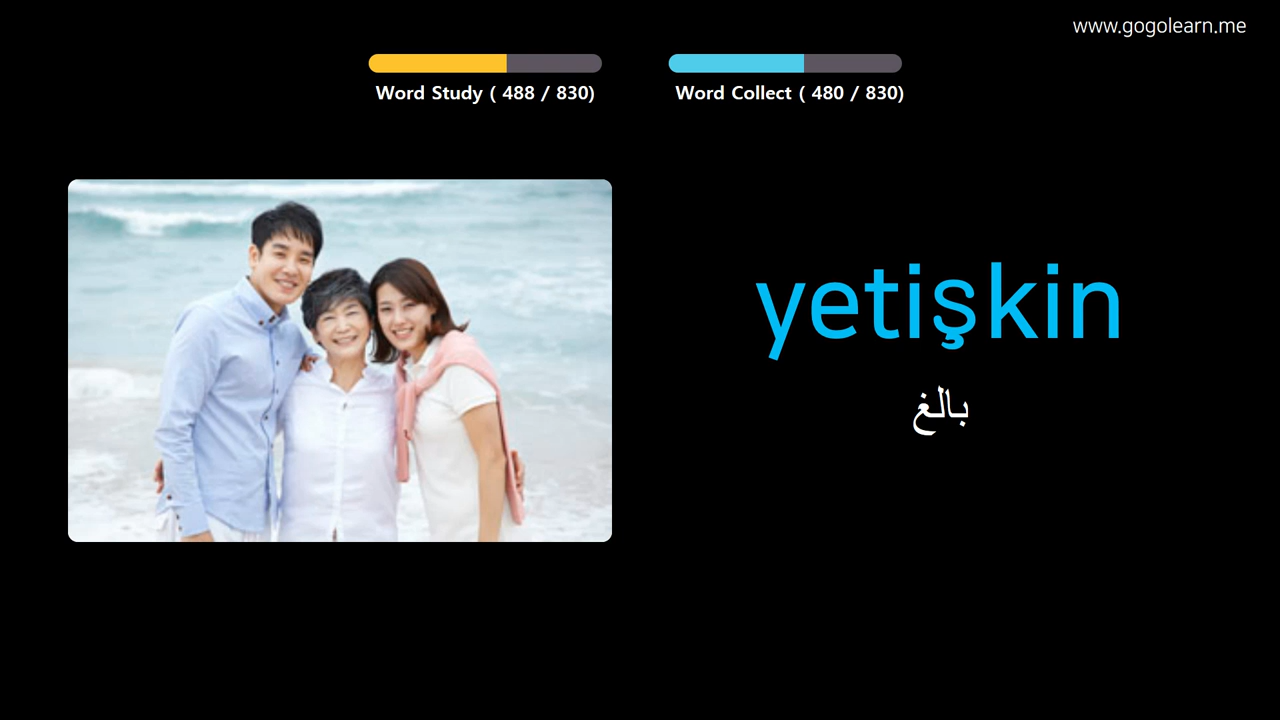 www.gogolearn.me
Word Study ( 488 / 830)
Word Collect ( 480 / 830)
yetişkin
بالغ